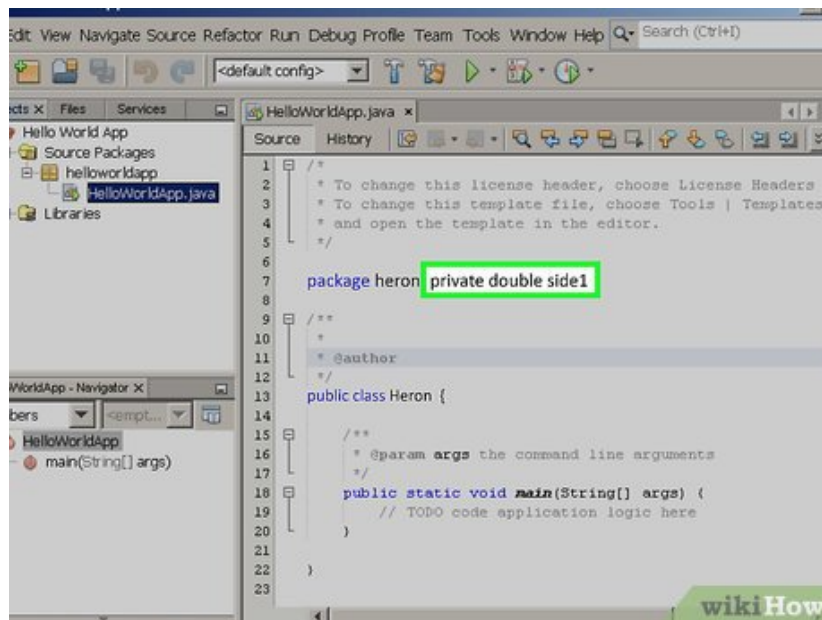 Edit View Navigate Source Refactor Run Debug Profile Team Tools Window Help Search (Ctrl+I)
<default config>
Files Services
HelloWorldApp.java
Hello World App
Source History
Source Packages
helloworldapp
HelloWorldApp.java
Libraries
1 /*
2 * To change this license header, choose License Headers
3 * To change this template file, choose Tools | Templates
4 * and open the template in the editor.
5 */
6
7 package heron private double side1
8
9 /**
10 *
11 * @author
12 */
13 public class Heron {
14
15 /**
16 * @param args the command line arguments
17 */
18 public static void main(String[] args) {
19 // TODO code application logic here
20 }
21
22 }
23
WorldApp - Navigator
<empt...
HelloWorldApp
main(String[] args)
wikiHow